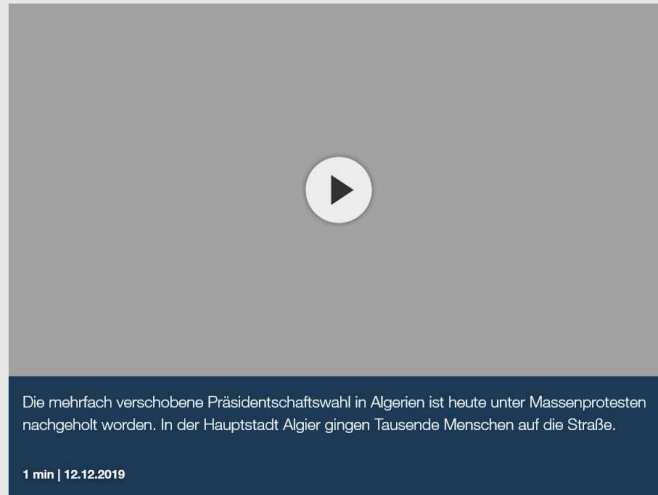 Die mehrfach verschobene Präsidentschaftswahl in Algerien ist heute unter Massenprotesten
nachgeholt worden. In der Hauptstadt Algier gingen Tausende Menschen auf die Straße.
1 min | 12.12.2019